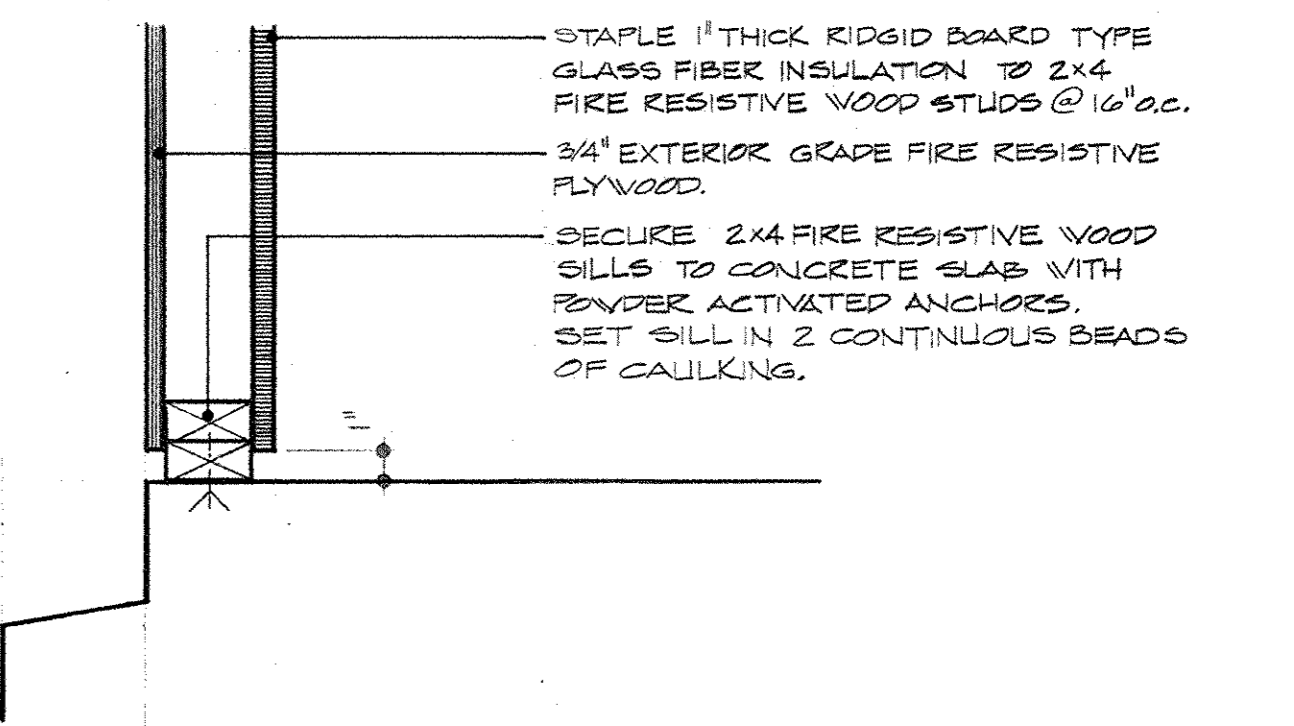 STAPLE 1" THICK RIDGID BOARD TYPE
GLASS FIBER INSULATION TO 2x4
FIRE RESISTIVE WOOD STUDS @ 16" O.C.
3/4" EXTERIOR GRADE FIRE RESISTIVE
PLYWOOD.
SECURE 2x4 FIRE RESISTIVE WOOD
SILLS TO CONCRETE SLAB WITH
POWDER ACTIVATED ANCHORS.
SET SILL IN 2 CONTINUOUS BEADS
OF CAULKING.